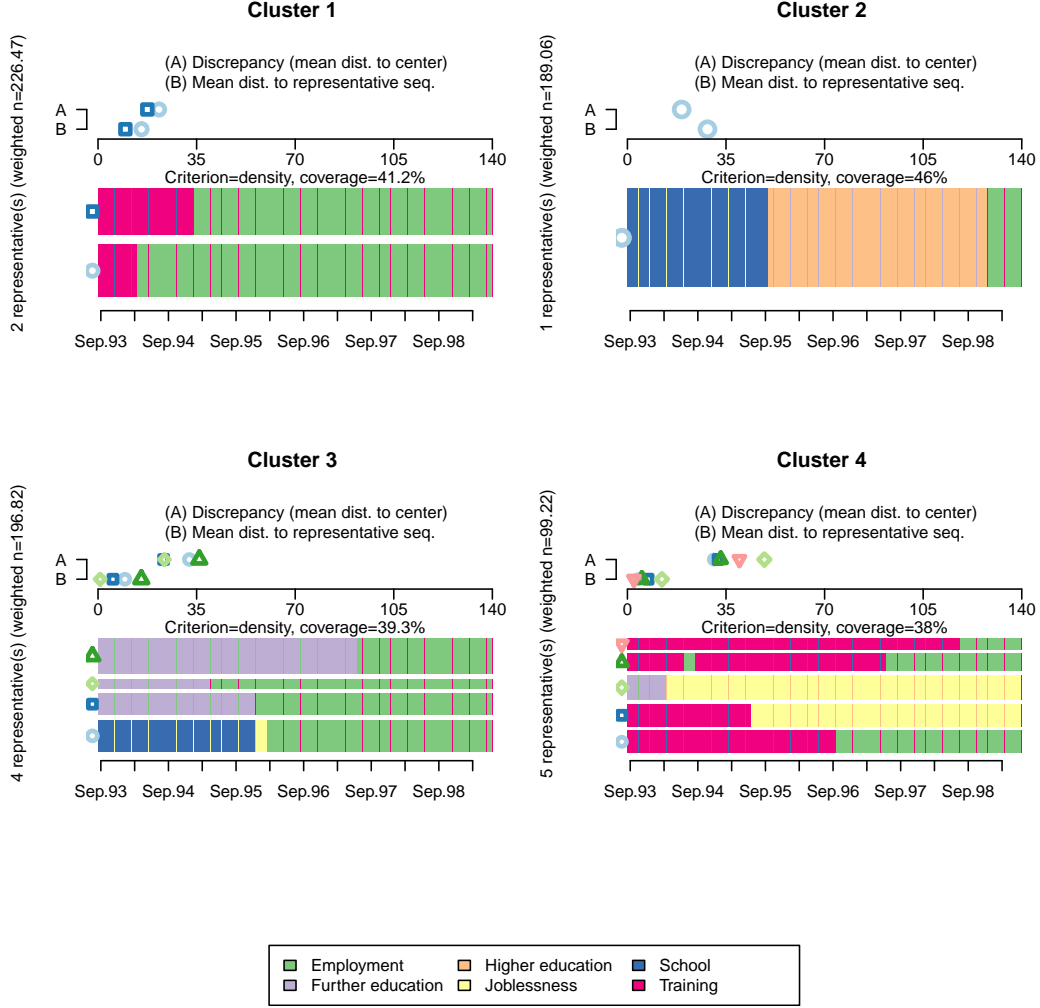 Cluster 1
2 representative(s) (weighted n=226.47)
(A) Discrepancy (mean dist. to center)
(B) Mean dist. to representative seq.
A
B
0 35 70 105 140
Criterion=density, coverage=41.2%
Sep.93 Sep.94 Sep.95 Sep.96 Sep.97 Sep.98
Cluster 2
1 representative(s) (weighted n=189.06)
(A) Discrepancy (mean dist. to center)
(B) Mean dist. to representative seq.
A
B
0 35 70 105 140
Criterion=density, coverage=46%
Sep.93 Sep.94 Sep.95 Sep.96 Sep.97 Sep.98
Cluster 3
4 representative(s) (weighted n=196.82)
(A) Discrepancy (mean dist. to center)
(B) Mean dist. to representative seq.
A
B
0 35 70 105 140
Criterion=density, coverage=39.3%
Sep.93 Sep.94 Sep.95 Sep.96 Sep.97 Sep.98
Cluster 4
5 representative(s) (weighted n=99.22)
(A) Discrepancy (mean dist. to center)
(B) Mean dist. to representative seq.
A
B
0 35 70 105 140
Criterion=density, coverage=38%
Sep.93 Sep.94 Sep.95 Sep.96 Sep.97 Sep.98
Employment Higher education School
Further education Joblessness Training